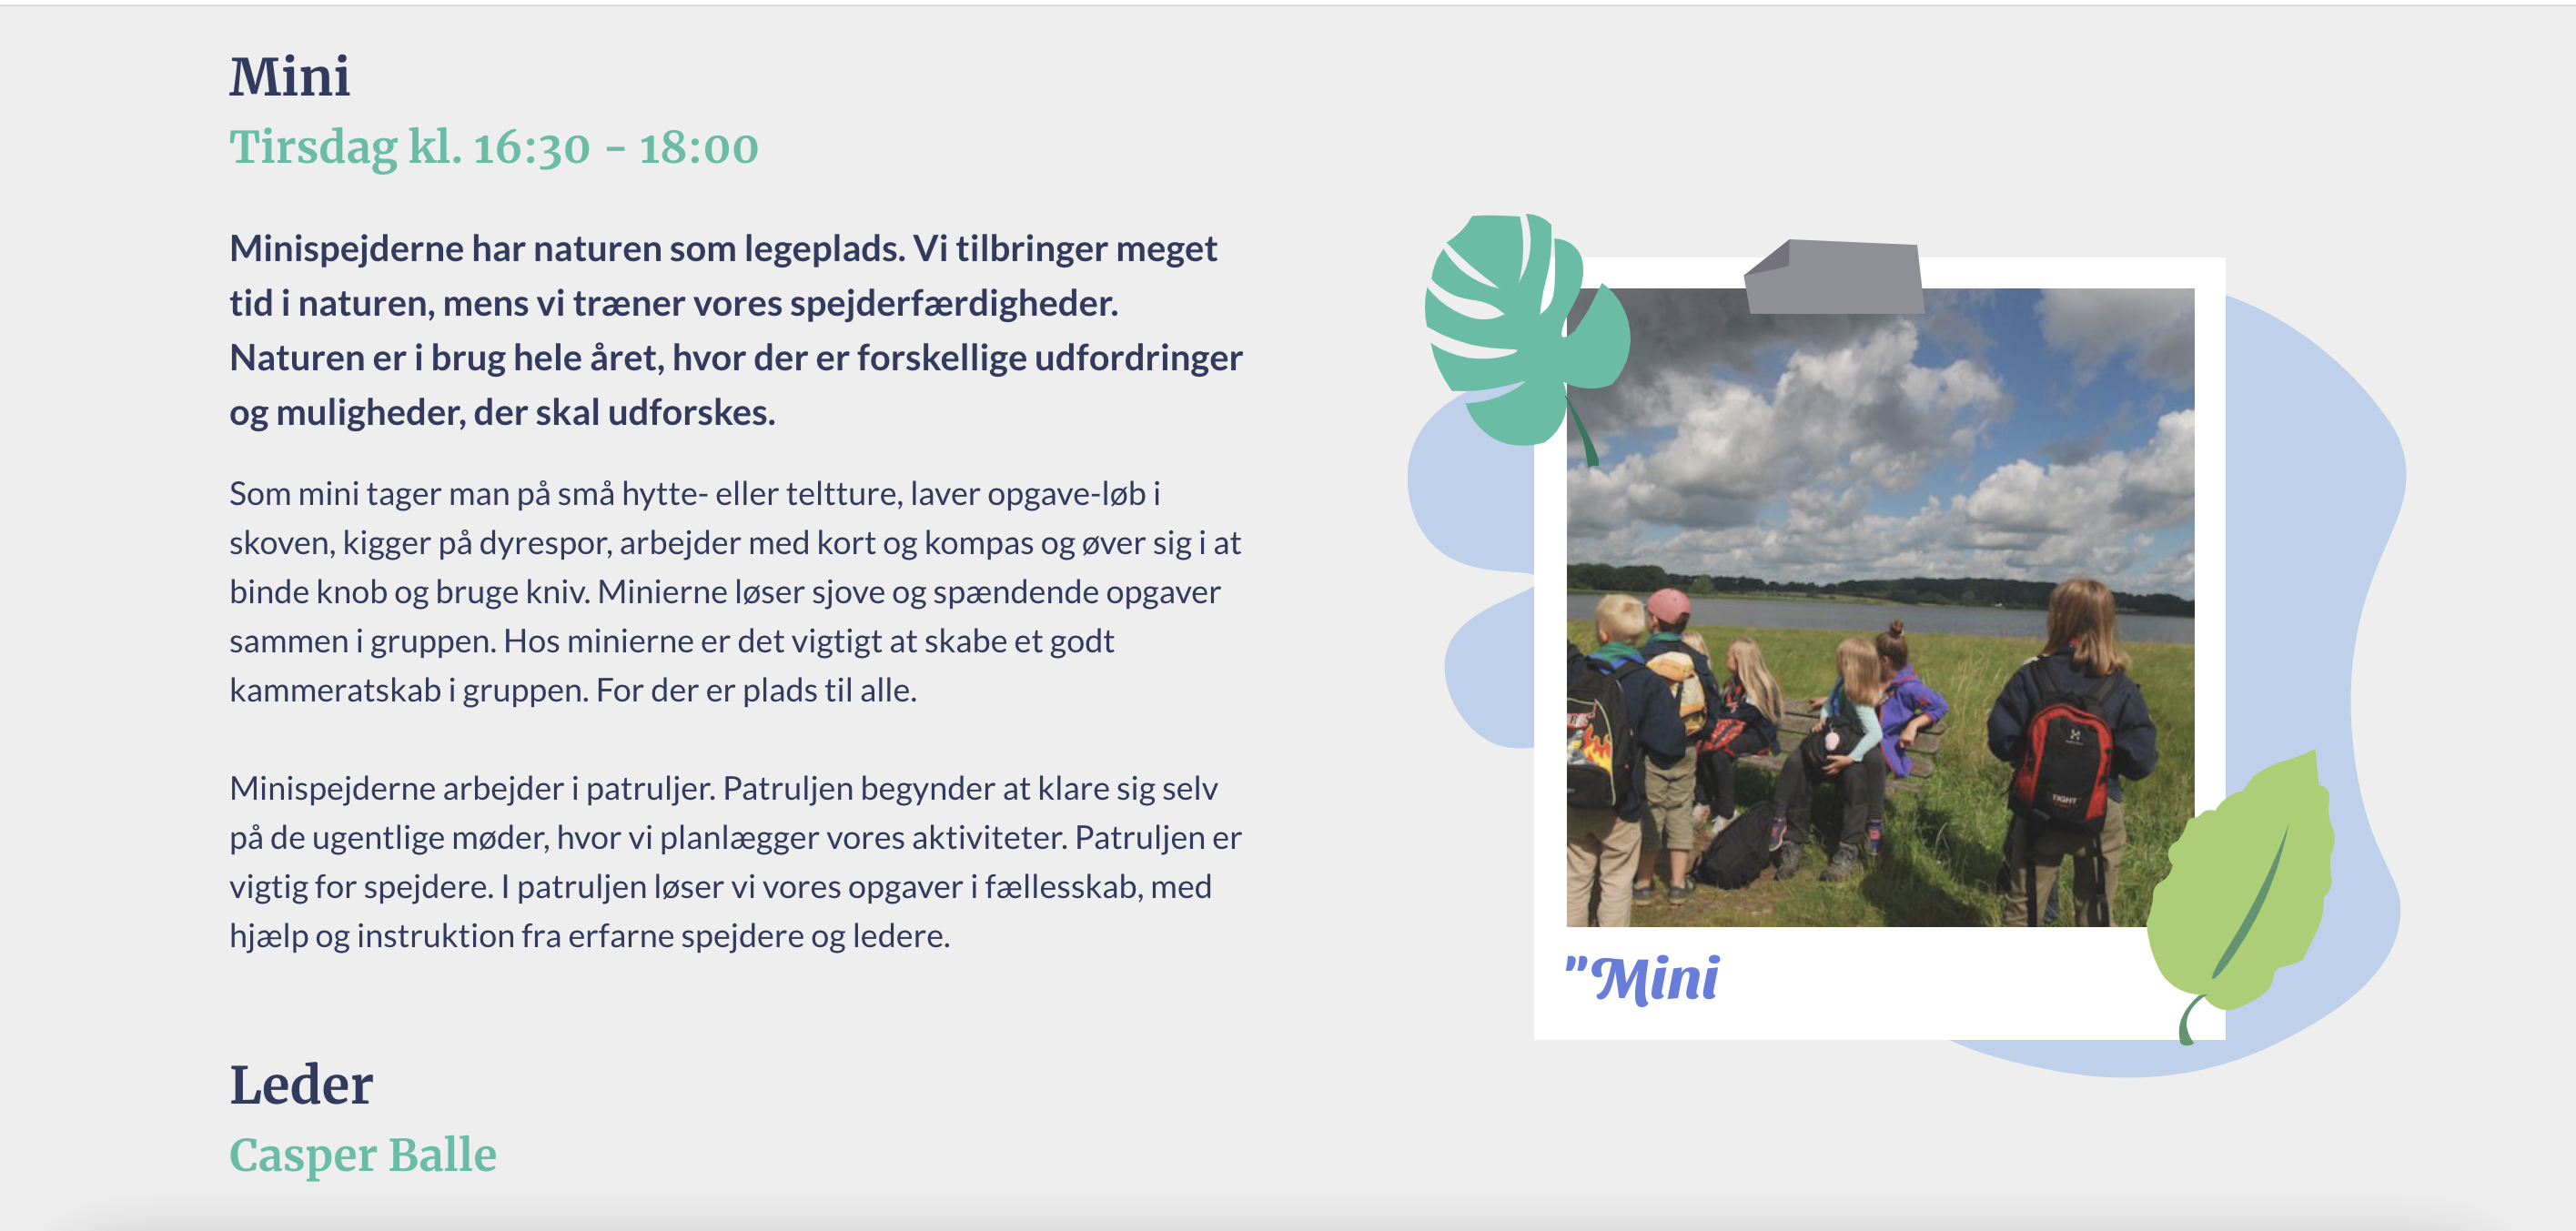 Mini
Tirsdag kl. 16:30 - 18:00
Minispejderne har naturen som legeplads. Vi tilbringer meget
tid i naturen, mens vi træner vores spejderfærdigheder.
Naturen er i brug hele året, hvor der er forskellige udfordringer
og muligheder, der skal udforskes.
Som mini tager man på små hytte- eller teltture, laver opgave-løb i
skoven, kigger på dyrespor, arbejder med kort og kompas og øver sig i at
binde knob og bruge kniv. Minierne løser sjove og spændende opgaver
sammen i gruppen. Hos minierne er det vigtigt at skabe et godt
kammeratskab i gruppen. For der er plads til alle.
Minispejderne arbejder i patruljer. Patruljen begynder at klare sig selv
på de ugentlige møder, hvor vi planlægger vores aktiviteter. Patruljen er
vigtig for spejdere. I patruljen løser vi vores opgaver i fællesskab, med
hjælp og instruktion fra erfarne spejdere og ledere.
Leder
Casper Balle
TIGHT
"Mini